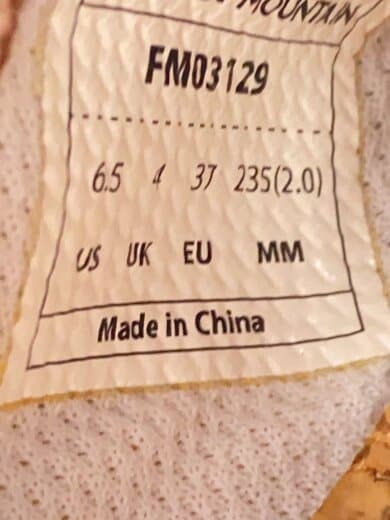 MOUNTAIN
FM03129
6.5 4 37 235(2.0)
US UK EU MM
Made in China